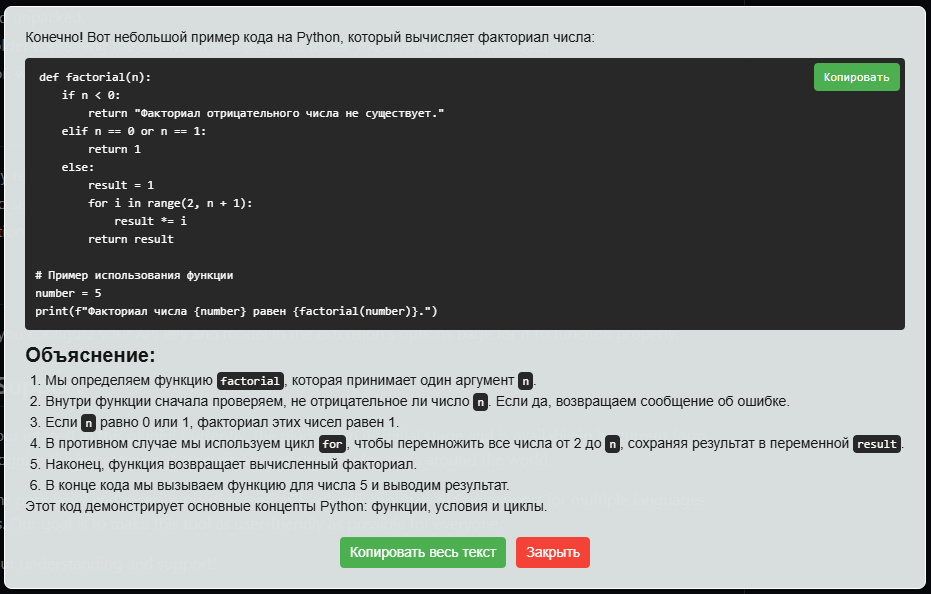 Конечно! Вот небольшой пример кода на Python, который вычисляет факториал числа:
Копировать
def factorial(n):
    if n < 0:
        return "Факториал отрицательного числа не существует."
    elif n == 0 or n == 1:
        return 1
    else:
        result = 1
        for i in range(2, n + 1):
            result *= i
        return result

# Пример использования функции
number = 5
print(f"Факториал числа {number} равен {factorial(number)}.")
Объяснение:
1. Мы определяем функцию factorial, которая принимает один аргумент n.
2. Внутри функции сначала проверяем, не отрицательное ли число n. Если да, возвращаем сообщение об ошибке.
3. Если n равно 0 или 1, факториал этих чисел равен 1.
4. В противном случае мы используем цикл for, чтобы перемножить все числа от 2 до n, сохраняя результат в переменной result.
5. Наконец, функция возвращает вычисленный факториал.
6. В конце кода мы вызываем функцию для числа 5 и выводим результат.
Этот код демонстрирует основные концепты Python: функции, условия и циклы.
Копировать весь текст
Закрыть